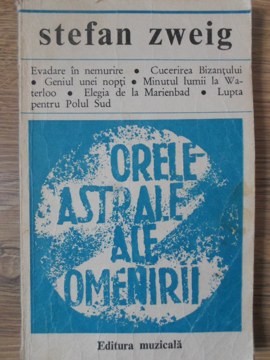 stefan zweig
Evadare în nemurire • Cucerirea Bizanțului
• Geniul unei nopți • Minutul lumii la Wa-
terloo • Elegia de la Marienbad • Lupta
pentru Polul Sud
ORELE
ASTRALE
ALE
OMENIRII
Editura muzicală